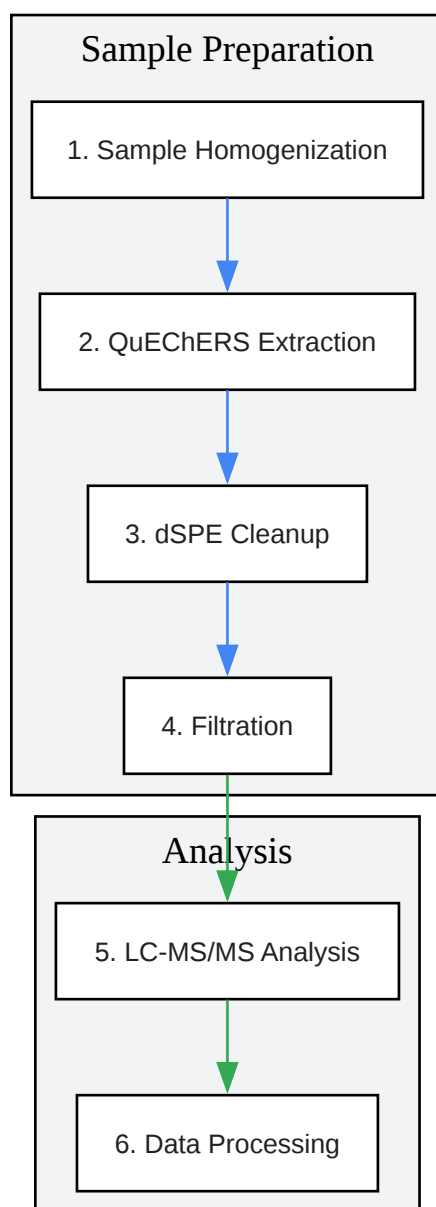 Sample Preparation
1. Sample Homogenization
2. QuEChERS Extraction
3. dSPE Cleanup
4. Filtration
Analysis
5. LC-MS/MS Analysis
6. Data Processing